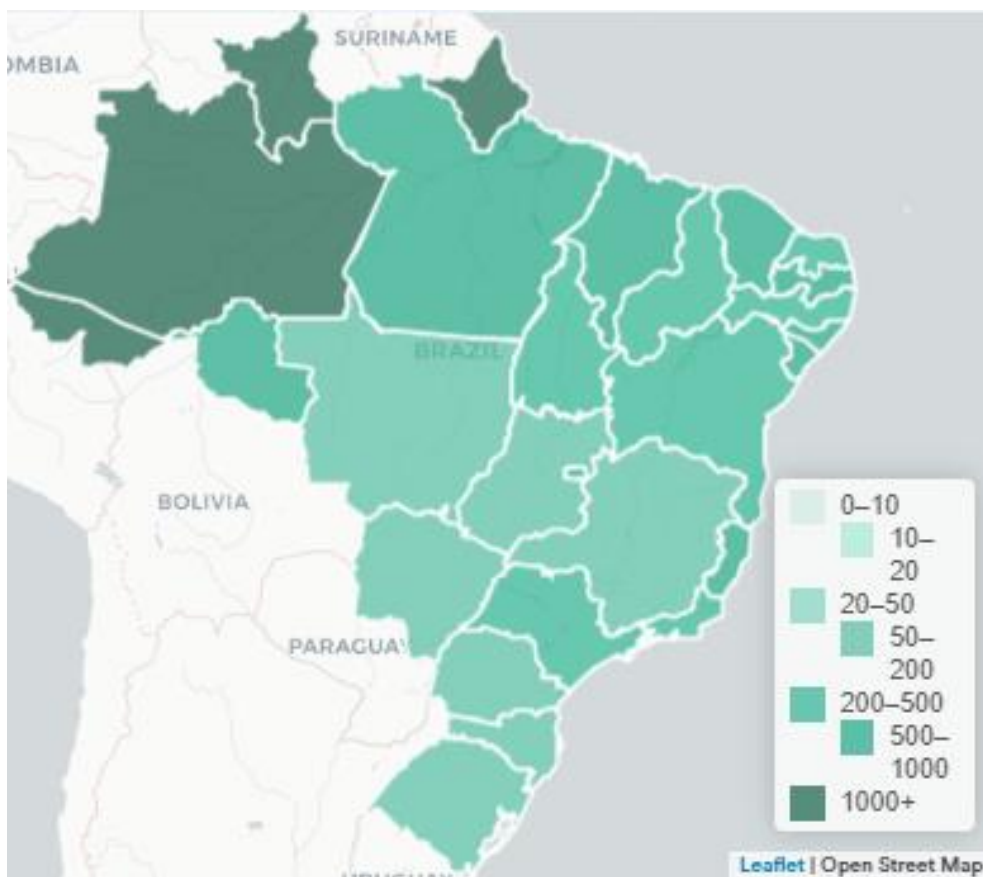 SURINAME
OMBIA
BRAZIL
BOLIVIA
PARAGUAY
URUGUAY
0–10
10–
20
20–50
50–
200
200–500
500–
1000
1000+
Leaflet | Open Street Map